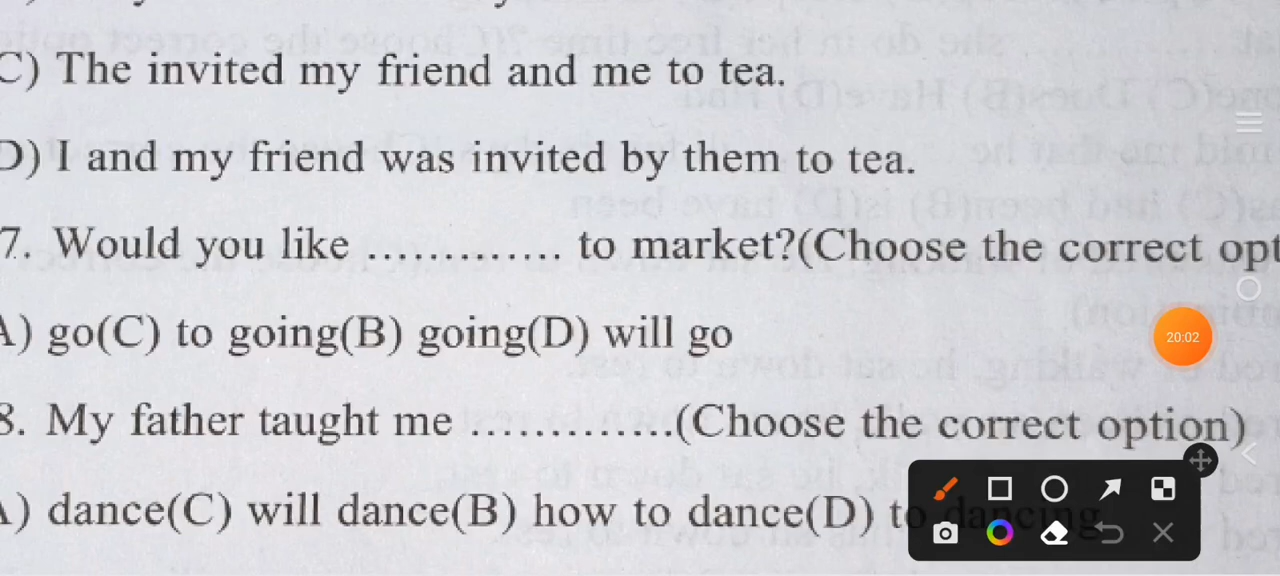 C) The invited my friend and me to tea.
D) I and my friend was invited by them to tea.
7. Would you like ............. to market?(Choose the correct opt
A) go(C) to going(B) going(D) will go
8. My father taught me .............(Choose the correct option)
A) dance(C) will dance(B) how to dance(D) to dancing
20:02